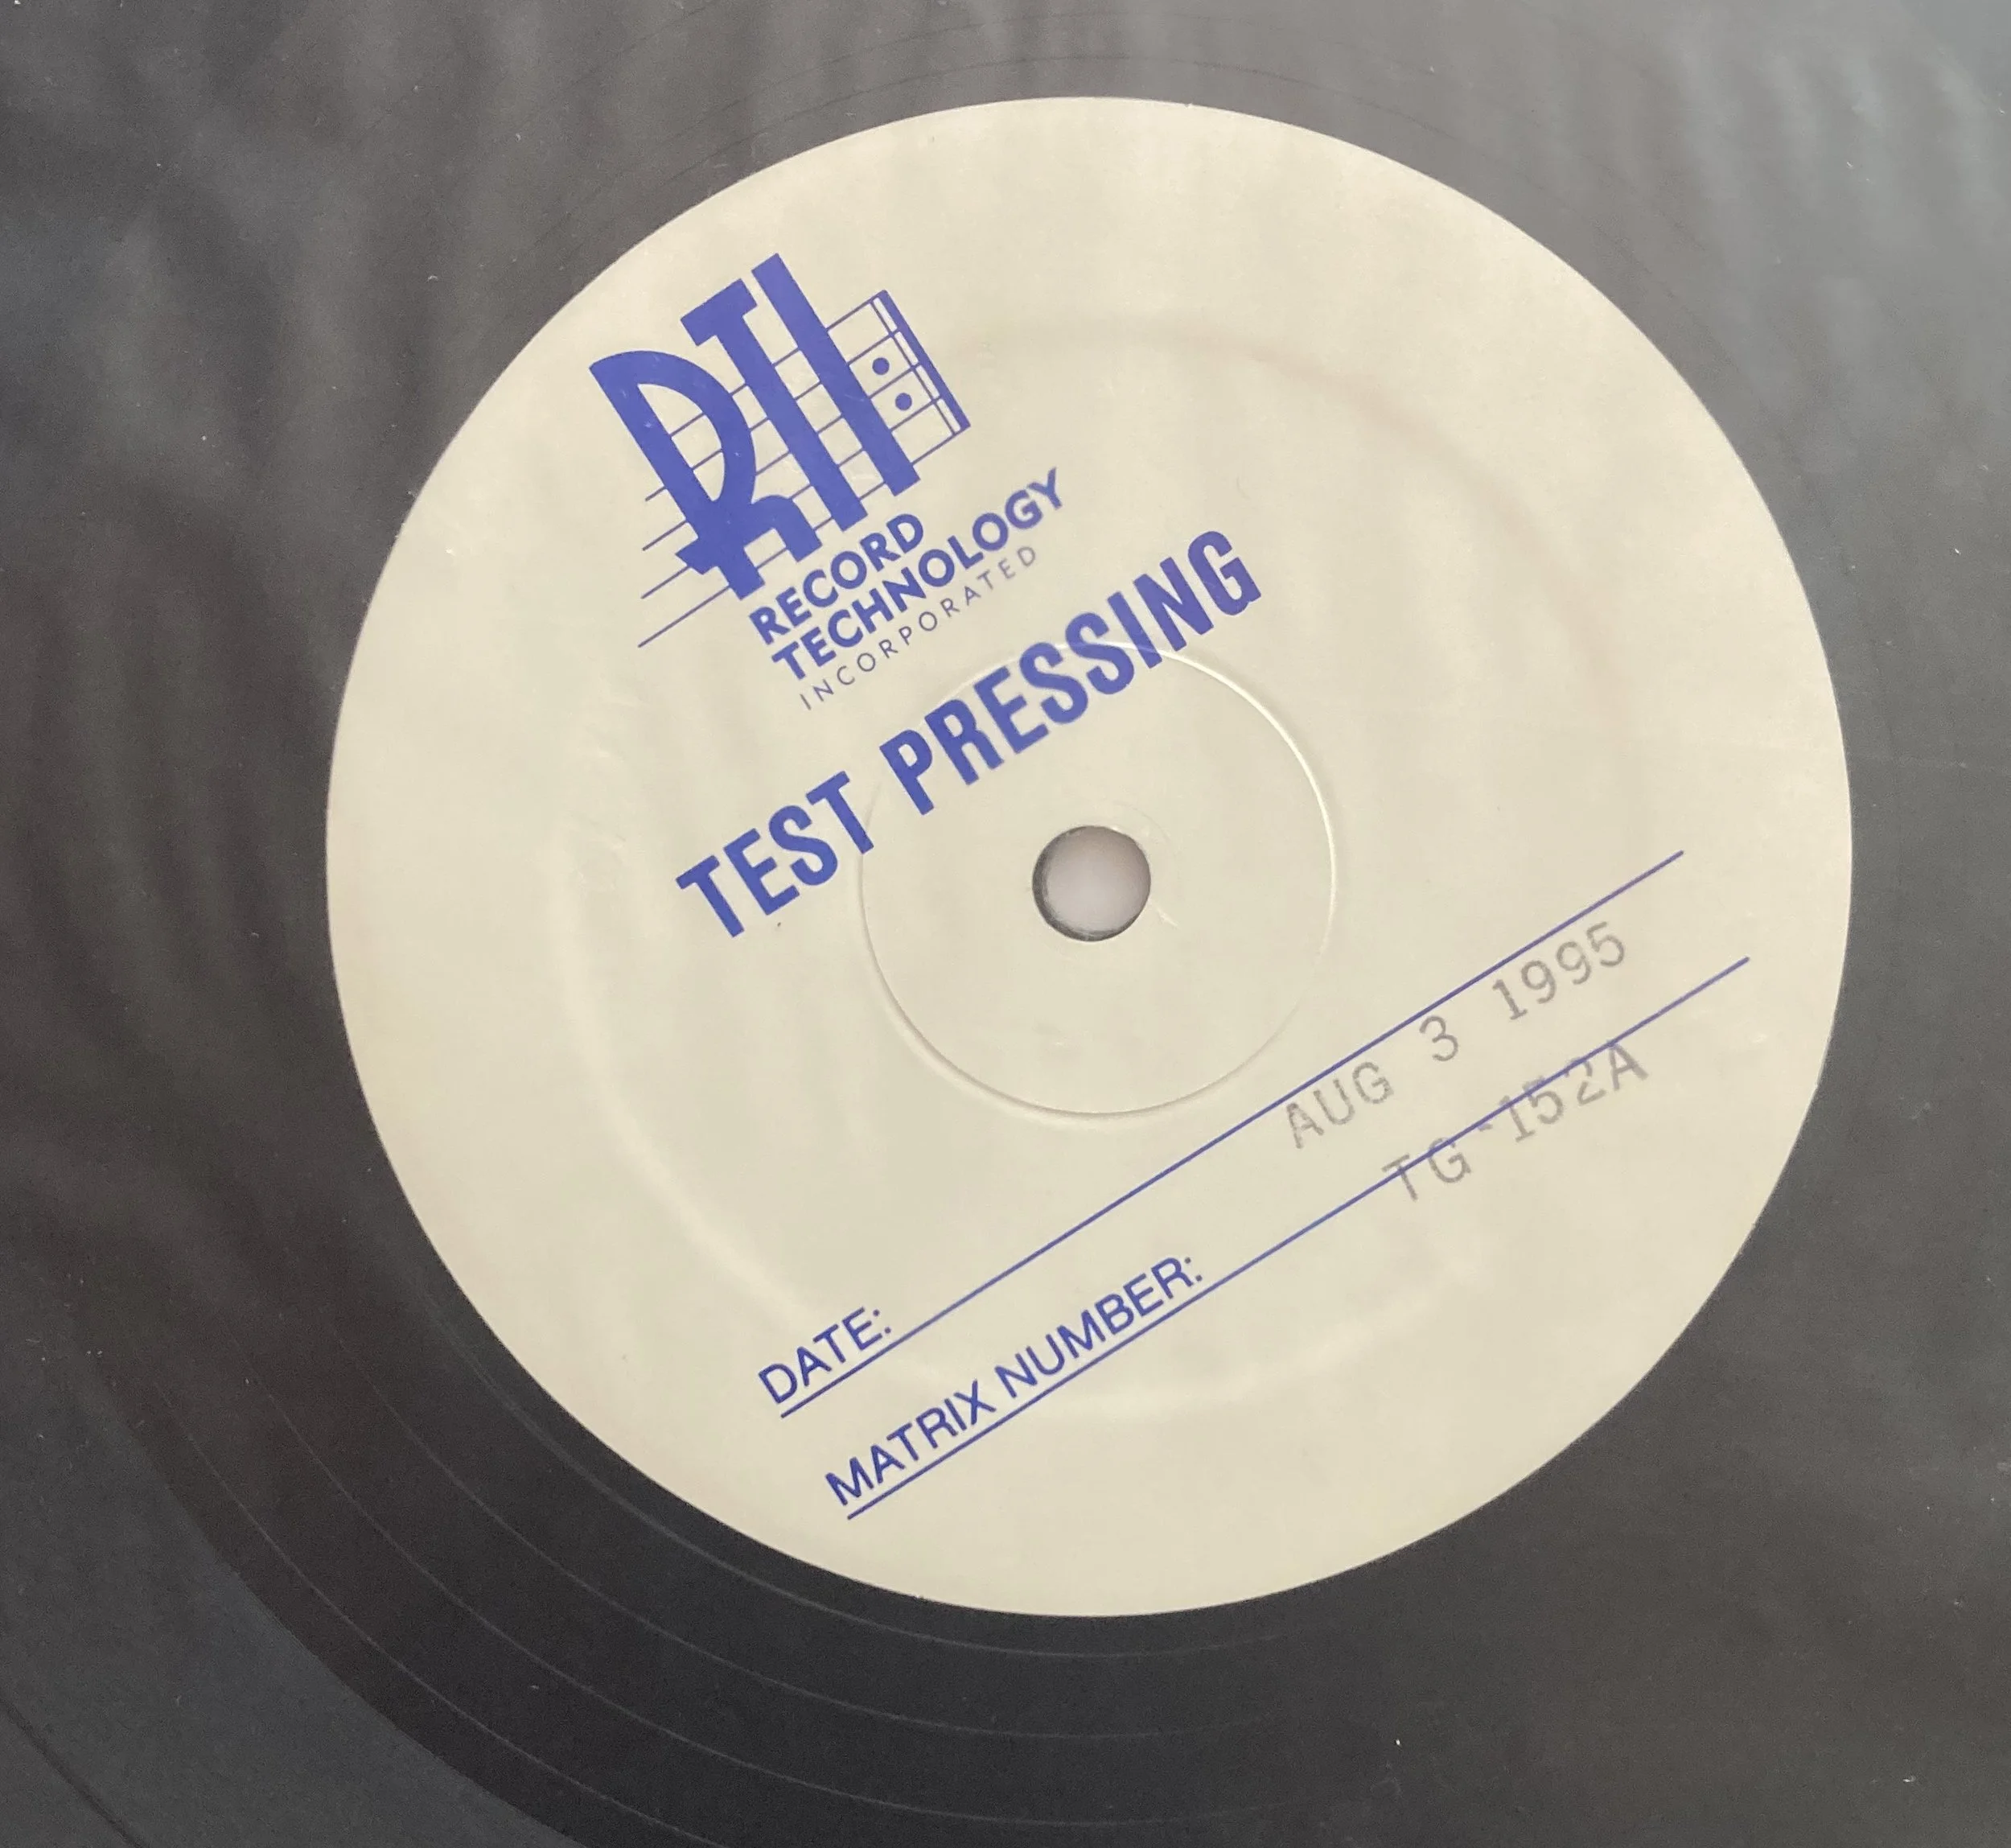 RTI
RECORD
TECHNOLOGY
INCORPORATED
TEST PRESSING
DATE: AUG 3 1995
MATRIX NUMBER: TG-152A